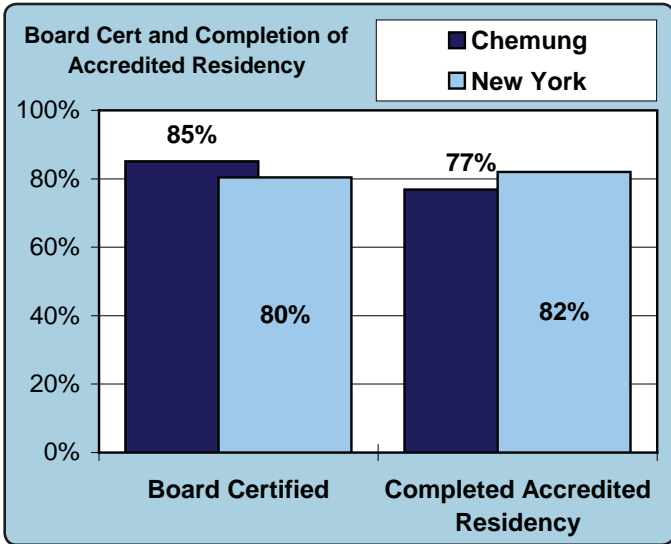 Board Cert and Completion of
Accredited Residency
Chemung
New York
100%
80%
60%
40%
20%
0%
85%
80%
77%
82%
Board Certified
Completed Accredited
Residency